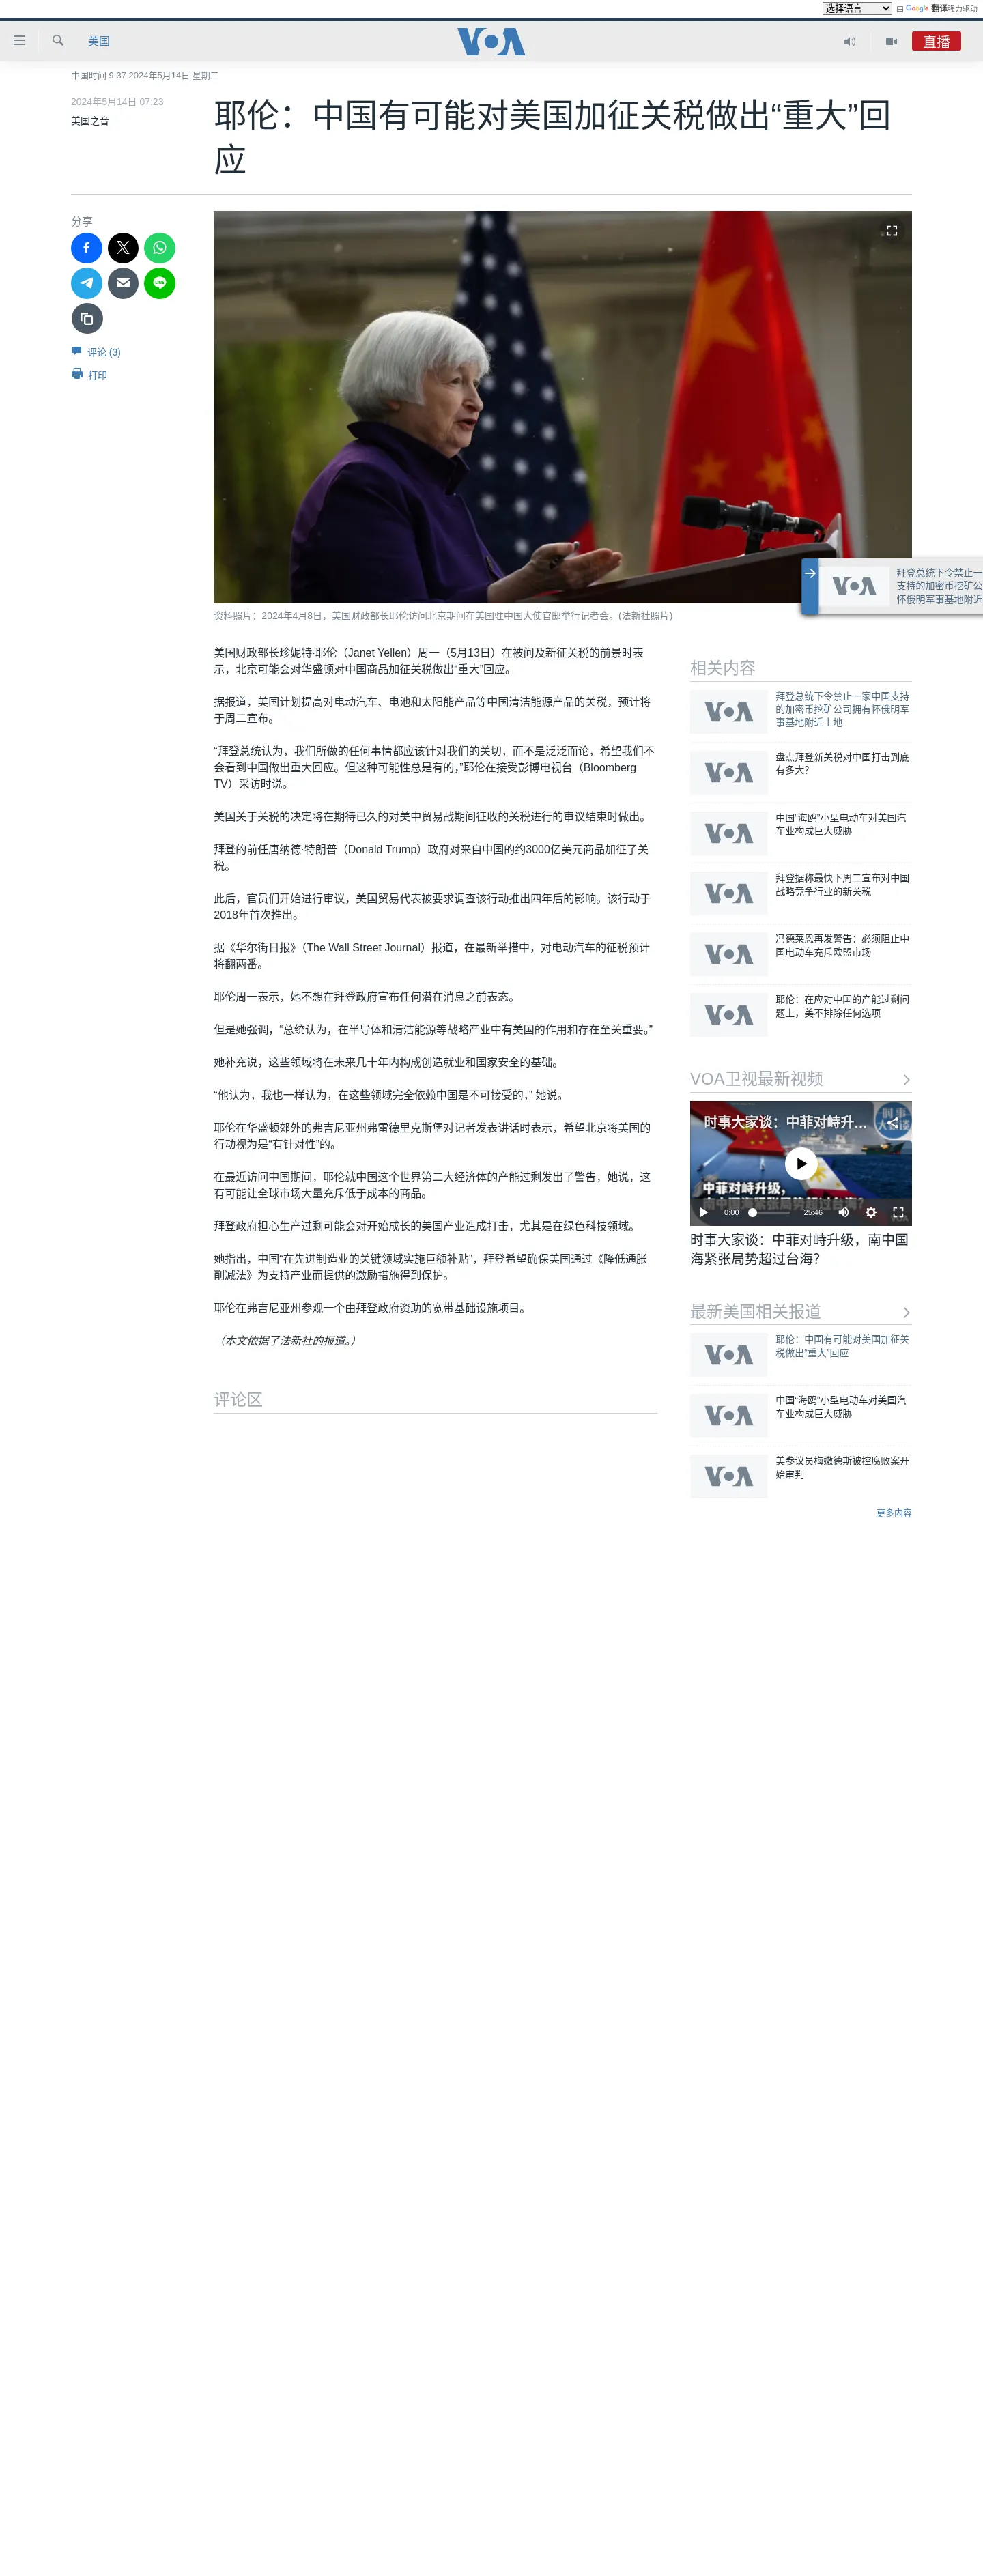 选择语言
由 Google 翻译强力驱动
美国
VOA
直播
中国时间 9:37 2024年5月14日 星期二
2024年5月14日 07:23
美国之音
耶伦：中国有可能对美国加征关税做出“重大”回
应
分享
LINE
评论 (3)
打印
拜登总统下令禁止一
支持的加密币挖矿公
怀俄明军事基地附近
VOA
资料照片：2024年4月8日，美国财政部长耶伦访问北京期间在美国驻中国大使官邸举行记者会。(法新社照片)
美国财政部长珍妮特·耶伦（Janet Yellen）周一（5月13日）在被问及新征关税的前景时表
示，北京可能会对华盛顿对中国商品加征关税做出“重大”回应。
据报道，美国计划提高对电动汽车、电池和太阳能产品等中国清洁能源产品的关税，预计将
于周二宣布。
“拜登总统认为，我们所做的任何事情都应该针对我们的关切，而不是泛泛而论，希望我们不
会看到中国做出重大回应。但这种可能性总是有的，”耶伦在接受彭博电视台（Bloomberg
TV）采访时说。
美国关于关税的决定将在期待已久的对美中贸易战期间征收的关税进行的审议结束时做出。
拜登的前任唐纳德·特朗普（Donald Trump）政府对来自中国的约3000亿美元商品加征了关
税。
此后，官员们开始进行审议，美国贸易代表被要求调查该行动推出四年后的影响。该行动于
2018年首次推出。
据《华尔街日报》（The Wall Street Journal）报道，在最新举措中，对电动汽车的征税预计
将翻两番。
耶伦周一表示，她不想在拜登政府宣布任何潜在消息之前表态。
但是她强调，“总统认为，在半导体和清洁能源等战略产业中有美国的作用和存在至关重要。”
她补充说，这些领域将在未来几十年内构成创造就业和国家安全的基础。
“他认为，我也一样认为，在这些领域完全依赖中国是不可接受的，” 她说。
耶伦在华盛顿郊外的弗吉尼亚州弗雷德里克斯堡对记者发表讲话时表示，希望北京将美国的
行动视为是“有针对性”的。
在最近访问中国期间，耶伦就中国这个世界第二大经济体的产能过剩发出了警告，她说，这
有可能让全球市场大量充斥低于成本的商品。
拜登政府担心生产过剩可能会对开始成长的美国产业造成打击，尤其是在绿色科技领域。
她指出，中国“在先进制造业的关键领域实施巨额补贴”，拜登希望确保美国通过《降低通胀
削减法》为支持产业而提供的激励措施得到保护。
耶伦在弗吉尼亚州参观一个由拜登政府资助的宽带基础设施项目。
（本文依据了法新社的报道。）
评论区
相关内容
VOA
拜登总统下令禁止一家中国支持
的加密币挖矿公司拥有怀俄明军
事基地附近土地
VOA
盘点拜登新关税对中国打击到底
有多大？
VOA
中国“海鸥”小型电动车对美国汽
车业构成巨大威胁
VOA
拜登据称最快下周二宣布对中国
战略竞争行业的新关税
VOA
冯德莱恩再发警告：必须阻止中
国电动车充斥欧盟市场
VOA
耶伦：在应对中国的产能过剩问
题上，美不排除任何选项
VOA卫视最新视频
时事大家谈：中菲对峙升...
时事
大家谈
中菲对峙升级，
南中国海紧张局势超过台海？
0:00
25:46
VOA
时事大家谈：中菲对峙升级，南中国
海紧张局势超过台海？
最新美国相关报道
VOA
耶伦：中国有可能对美国加征关
税做出“重大”回应
VOA
中国“海鸥”小型电动车对美国汽
车业构成巨大威胁
VOA
美参议员梅嫩德斯被控腐败案开
始审判
更多内容